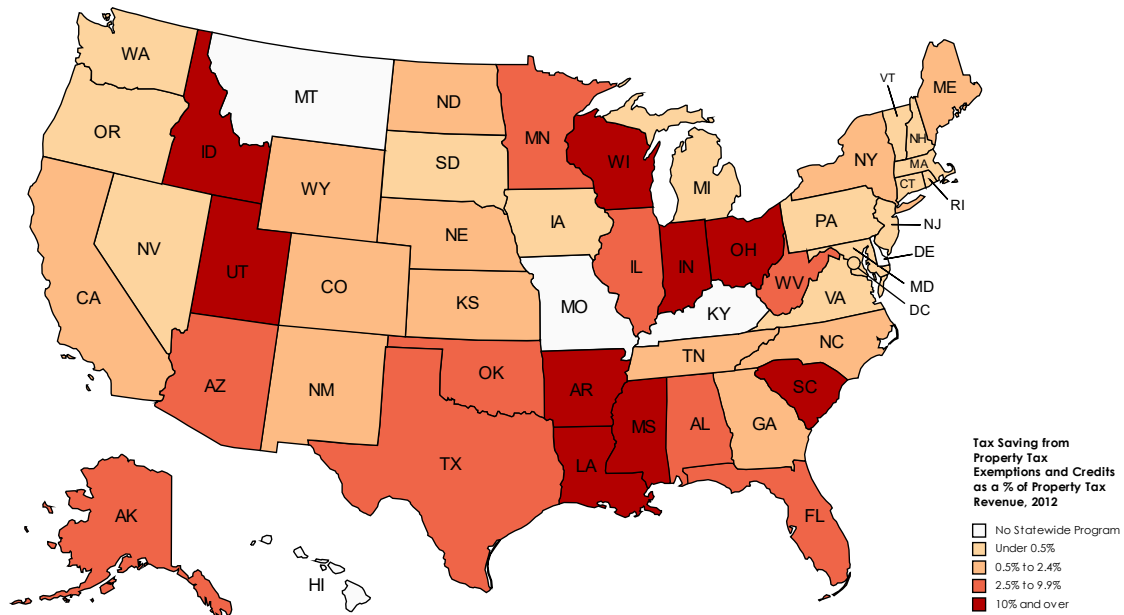 WA
MT
ND
MN
VT
ME
OR
ID
SD
WI
MI
NY
NH
MA
CT
RI
WY
IA
PA
NJ
NV
NE
IL
IN
OH
DE
UT
CO
KS
MO
WV
VA
MD
DC
CA
KY
AZ
NM
OK
AR
TN
NC
SC
MS
AL
GA
TX
LA
FL
AK
HI
Tax Saving from
Property Tax
Exemptions and Credits
as a % of Property Tax
Revenue, 2012
No Statewide Program
Under 0.5%
0.5% to 2.4%
2.5% to 9.9%
10% and over